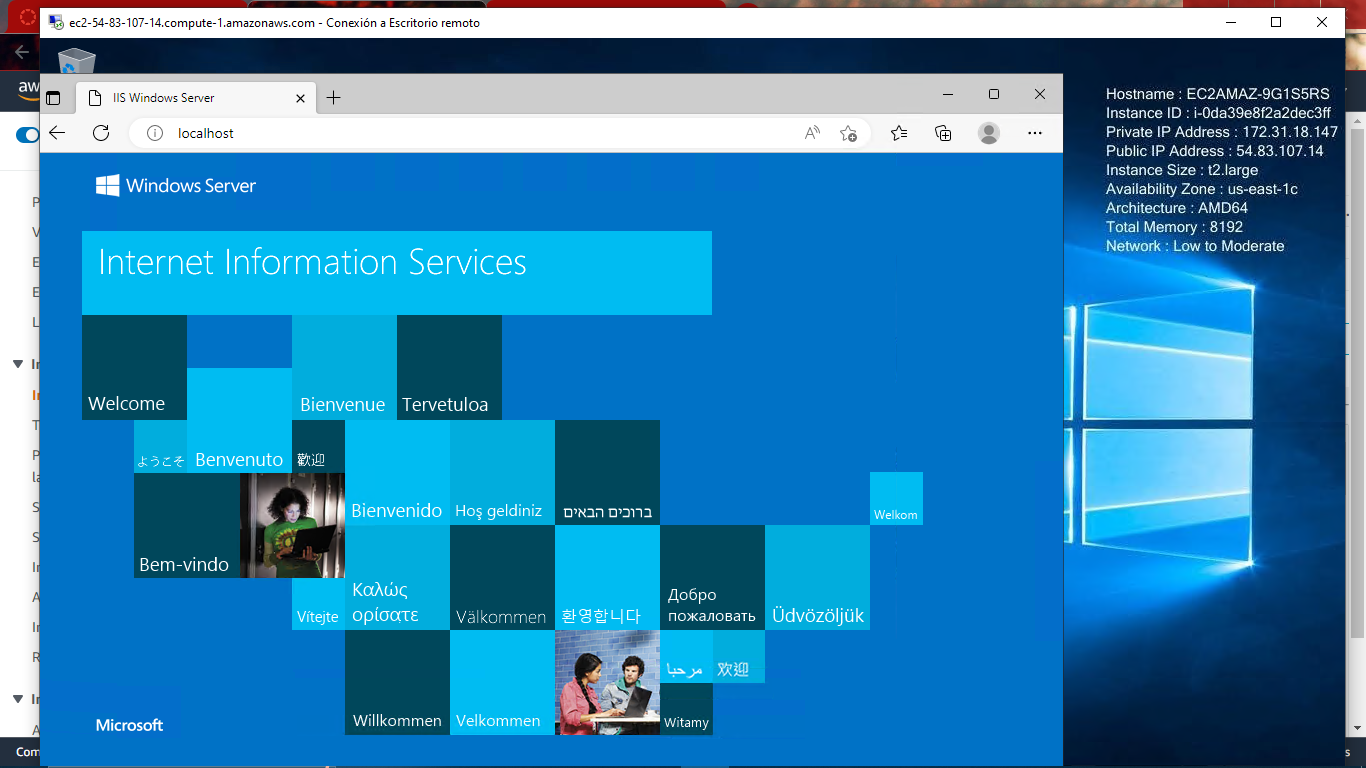 ec2-54-83-107-14.compute-1.amazonaws.com - Conexión a Escritorio remoto
IIS Windows Server
localhost
Hostname : EC2AMAZ-9G1S5RS
Instance ID : i-0da39e8f2a2dec3ff
Private IP Address : 172.31.18.147
Public IP Address : 54.83.107.14
Instance Size : t2.large
Availability Zone : us-east-1c
Architecture : AMD64
Total Memory : 8192
Network : Low to Moderate
Windows Server
Internet Information Services
Welcome
Bienvenue
Tervetuloa
ようこそ
Benvenuto
歡迎
Bienvenido
Hoş geldiniz
ברוכים הבאים
Welkom
Bem-vindo
Vítejte
Καλώς
ορίσατε
Välkommen
환영합니다
Добро
пожаловать
Üdvözöljük
Willkommen
Velkommen
مرحبا
欢迎
Witamy
Microsoft